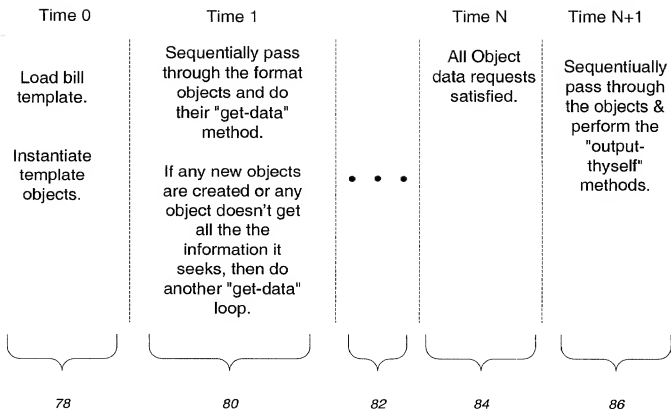 Time 0
Load bill
template.
Instantiate
template
objects.
Time 1
Sequentially pass
through the format
objects and do
their "get-data"
method.
If any new objects
are created or any
object doesn't get
all the the
information it
seeks, then do
another "get-data"
loop.
• • •
Time N
All Object
data requests
satisfied.
Time N+1
Sequentiually
pass through
the objects &
perform the
"output-
thyself"
methods.
78
80
82
84
86